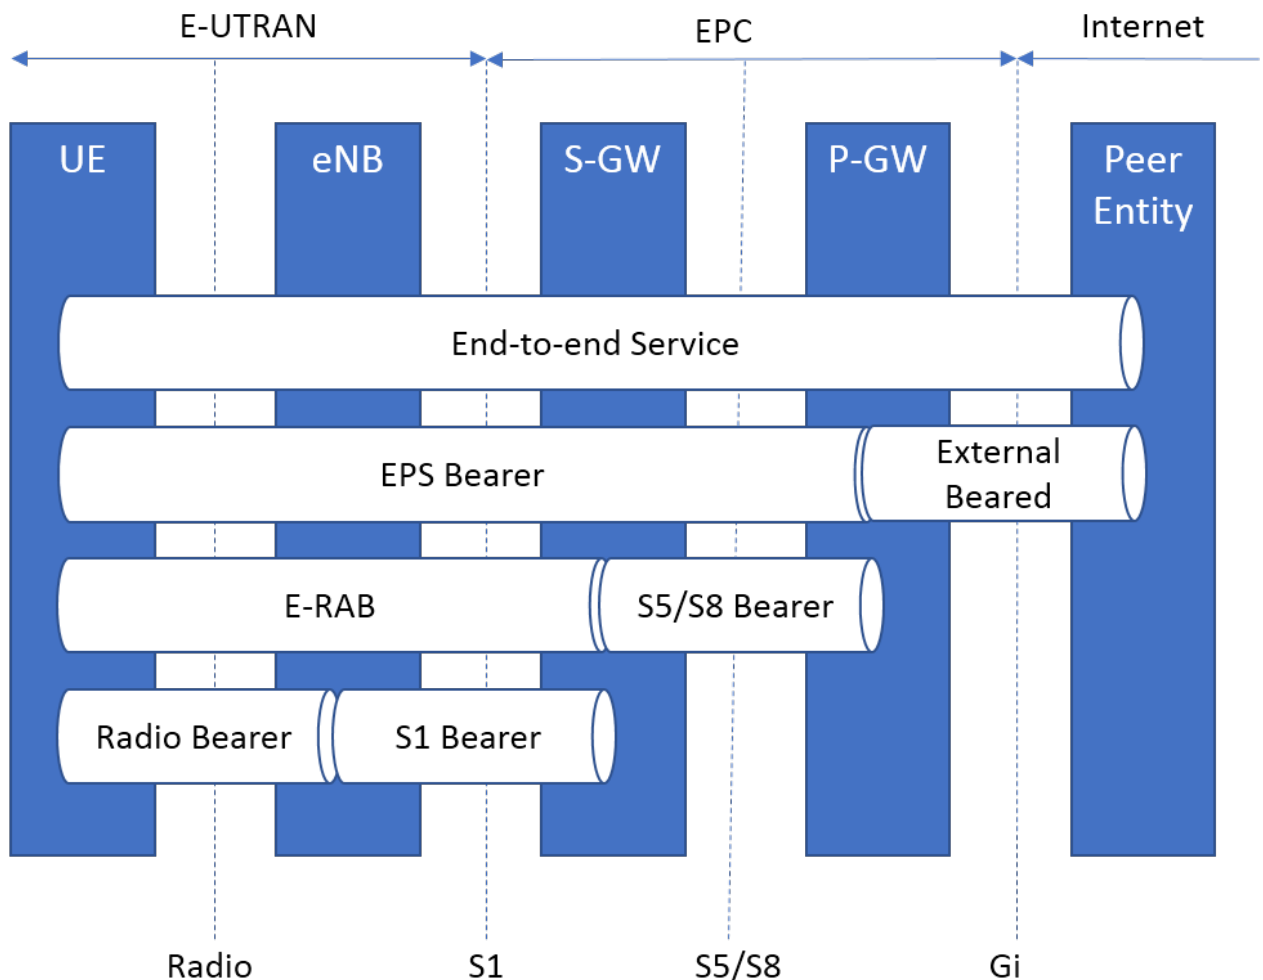 E-UTRAN
EPC
Internet
UE
eNB
S-GW
P-GW
Peer
Entity
End-to-end Service
EPS Bearer
External
Beared
E-RAB
S5/S8 Bearer
Radio Bearer
S1 Bearer
Radio
S1
S5/S8
Gi